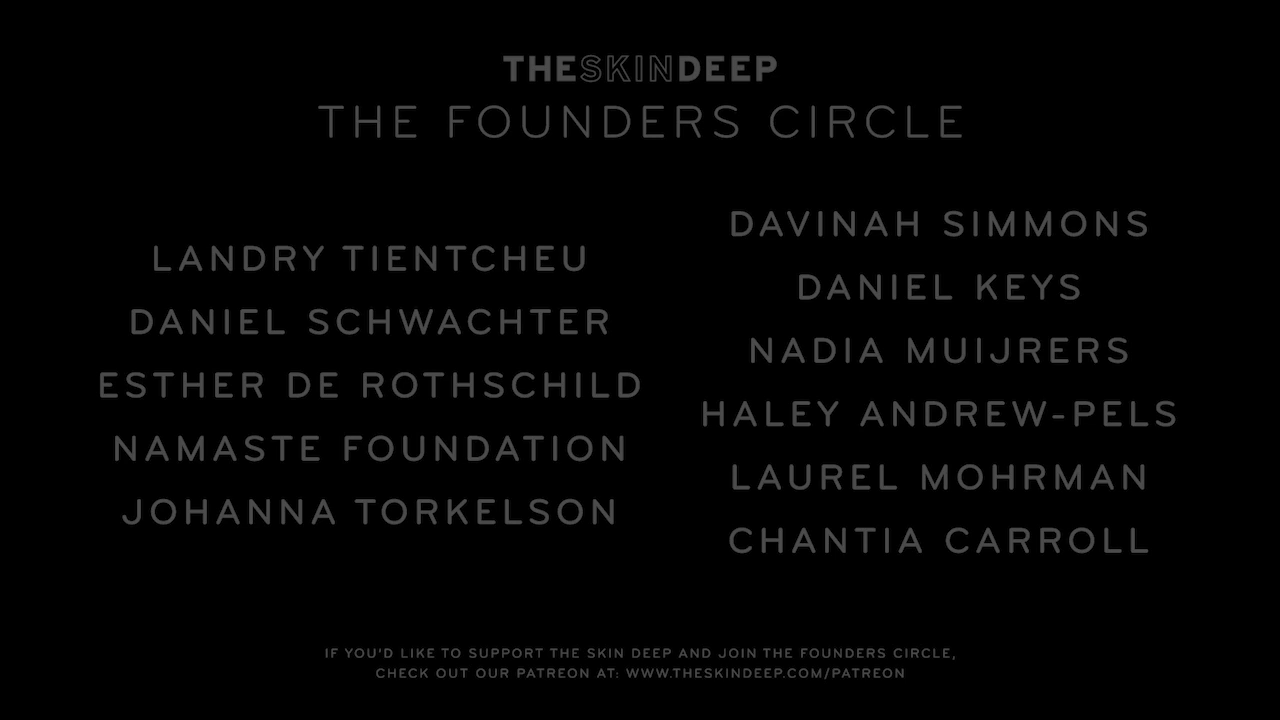 THESKINDEEP
THE FOUNDERS CIRCLE
LANDRY TIENTCHEU
DANIEL SCHWACHTER
ESTHER DE ROTHSCHILD
NAMASTE FOUNDATION
JOHANNA TORKELSON
DAVINAH SIMMONS
DANIEL KEYS
NADIA MUIJRERS
HALEY ANDREW-PELS
LAUREL MOHRMAN
CHANTIA CARROLL
IF YOU'D LIKE TO SUPPORT THE SKIN DEEP AND JOIN THE FOUNDERS CIRCLE,
CHECK OUT OUR PATREON AT: WWW.THESKINDEEP.COM/PATREON